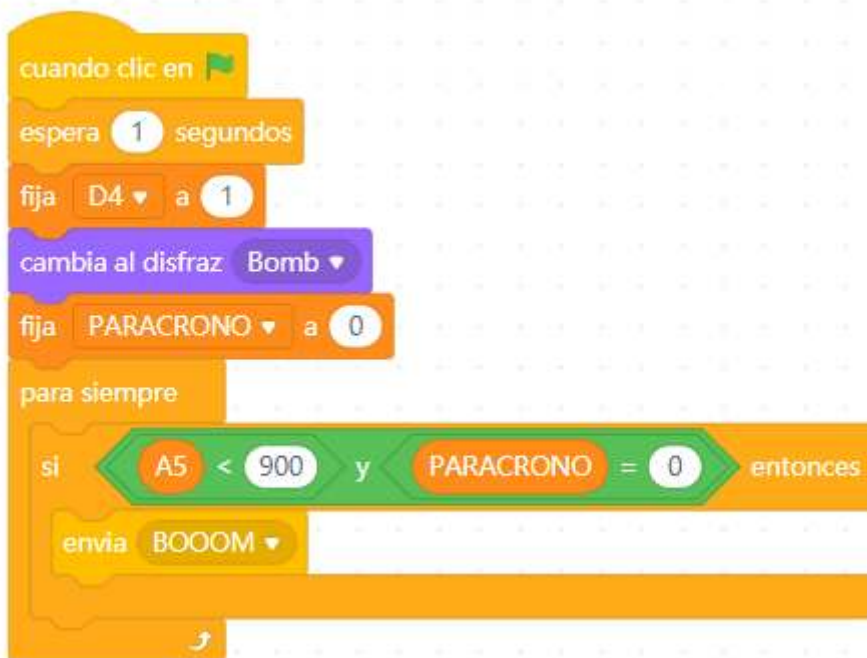 cuando clic en
espera 1 segundos
fija D4 a 1
cambia al disfraz Bomb
fija PARACRONO a 0
para siempre
si A5 < 900 y PARACRONO = 0 entonces
envia BOOOM